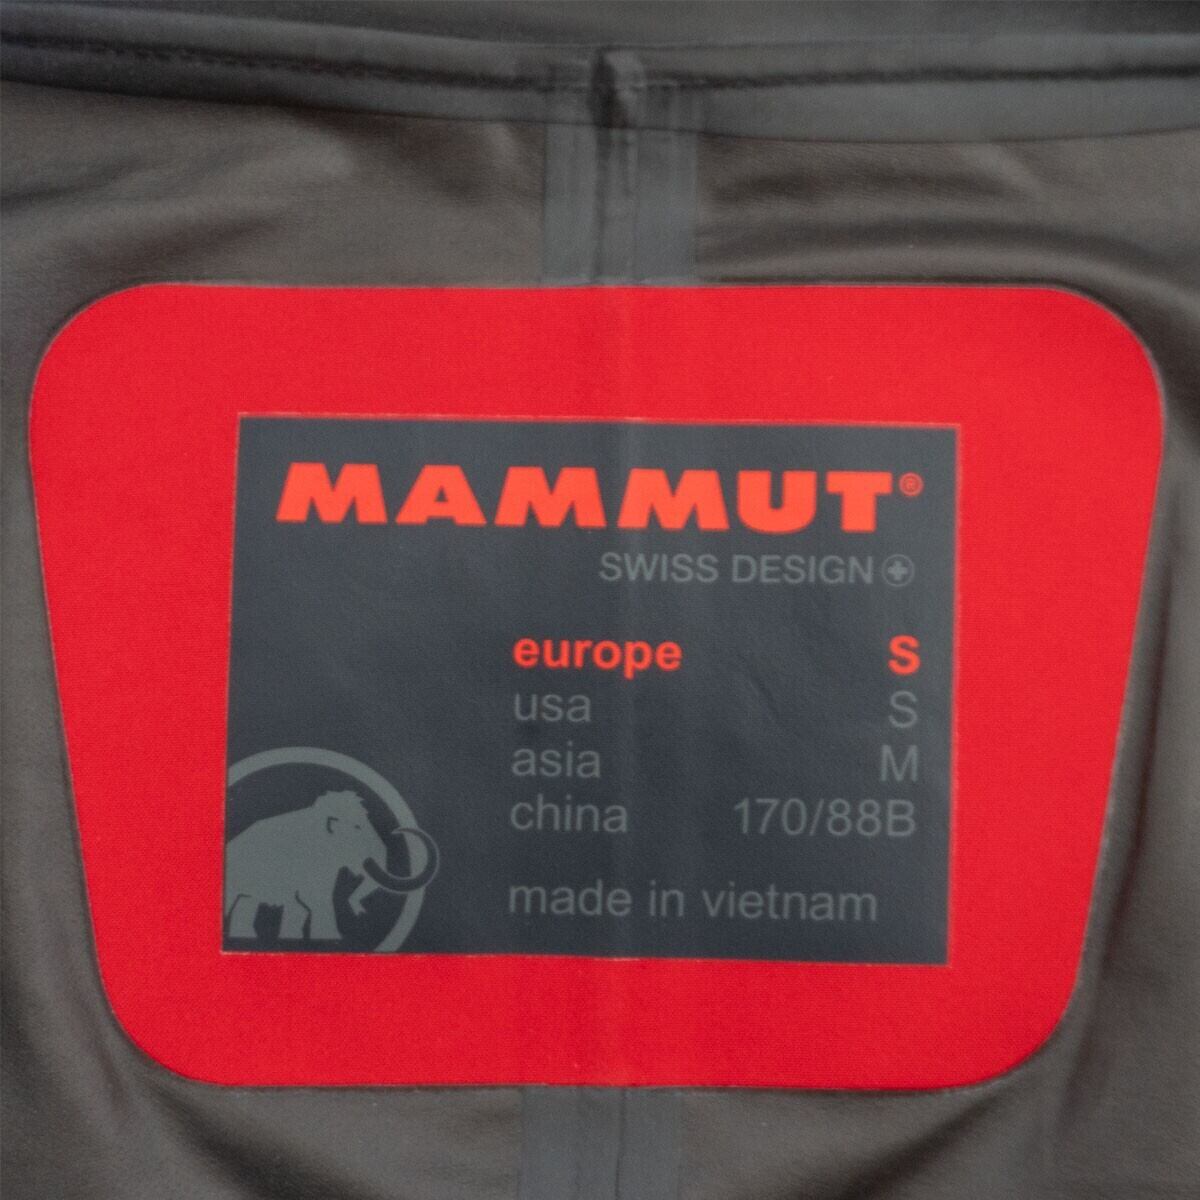 MAMMUT®
SWISS DESIGN
europe S
usa S
asia M
china 170/88B
made in vietnam